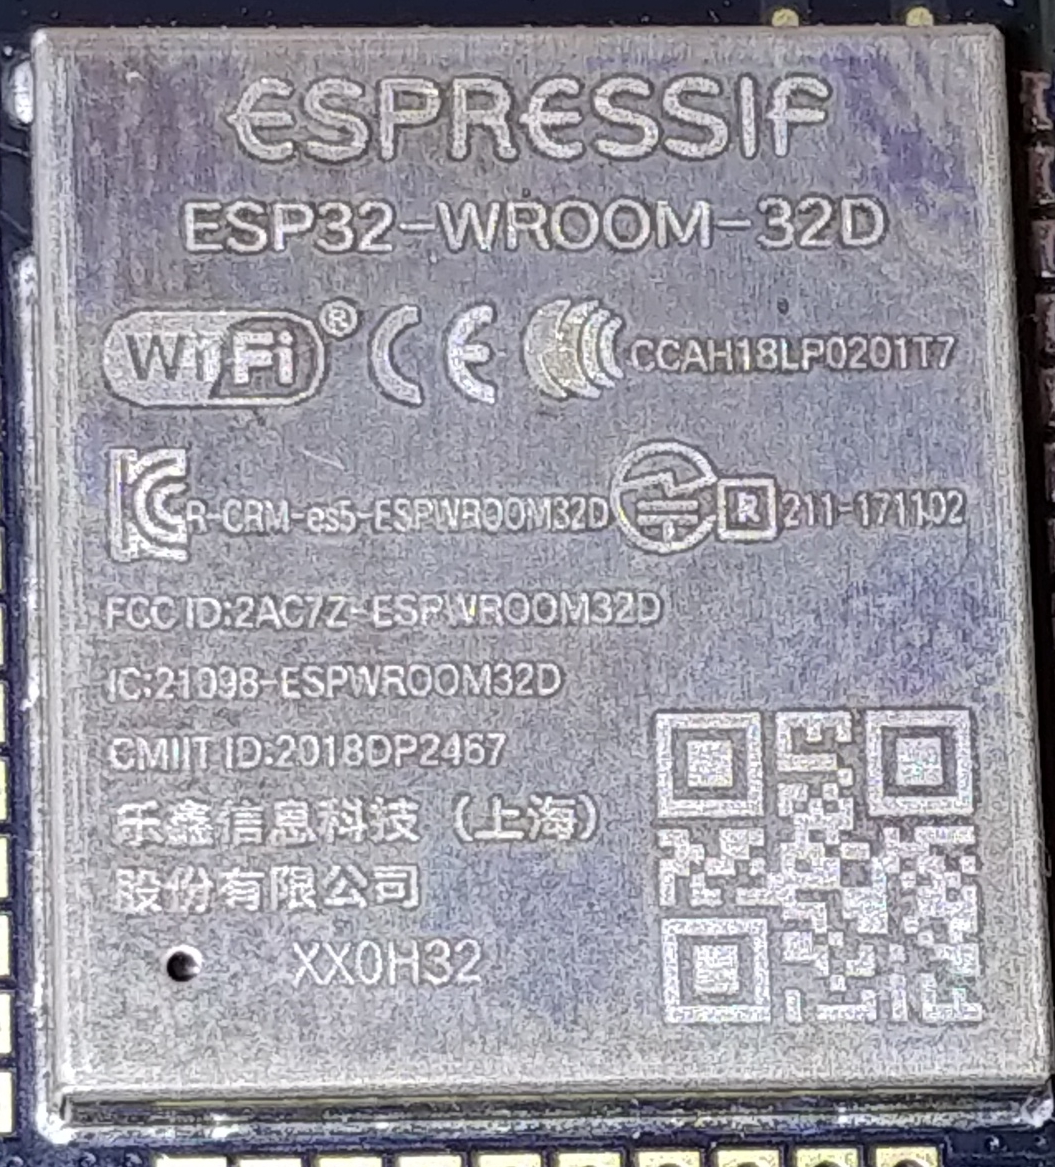 ESPRESSIF
ESP32-WROOM-32D
WiFi® CE CCAH18LP0201T7
R-CRM-es5-ESPWROOM32D R 211-171102
FCC ID:2AC7Z-ESPWROOM32D
IC:21098-ESPWROOM32D
CMIIT ID:2018DP2467
乐鑫信息科技（上海）
股份有限公司
XX0H32